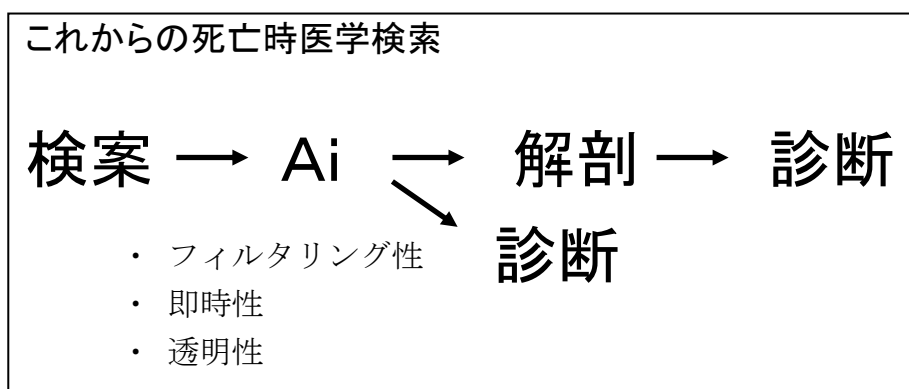 これからの死亡時医学検索
検案 → Ai → 解剖 → 診断
診断
・ フィルタリング性
・ 即時性
・ 透明性